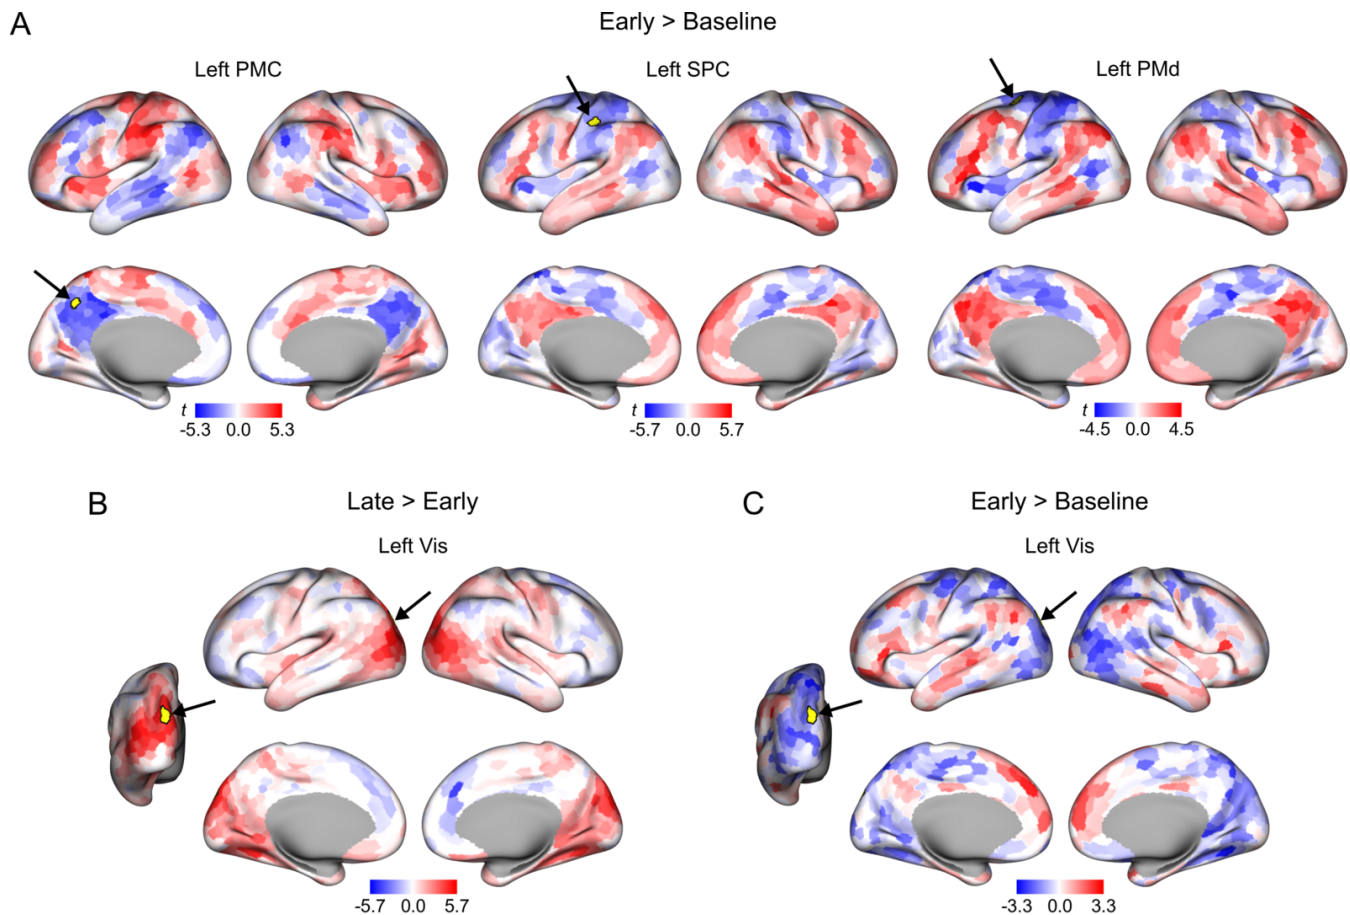 A
Early > Baseline
Left PMC
Left SPC
Left PMd
t
-5.3 0.0 5.3
t
-5.7 0.0 5.7
t
-4.5 0.0 4.5
B
Late > Early
Left Vis
-5.7 0.0 5.7
C
Early > Baseline
Left Vis
-3.3 0.0 3.3